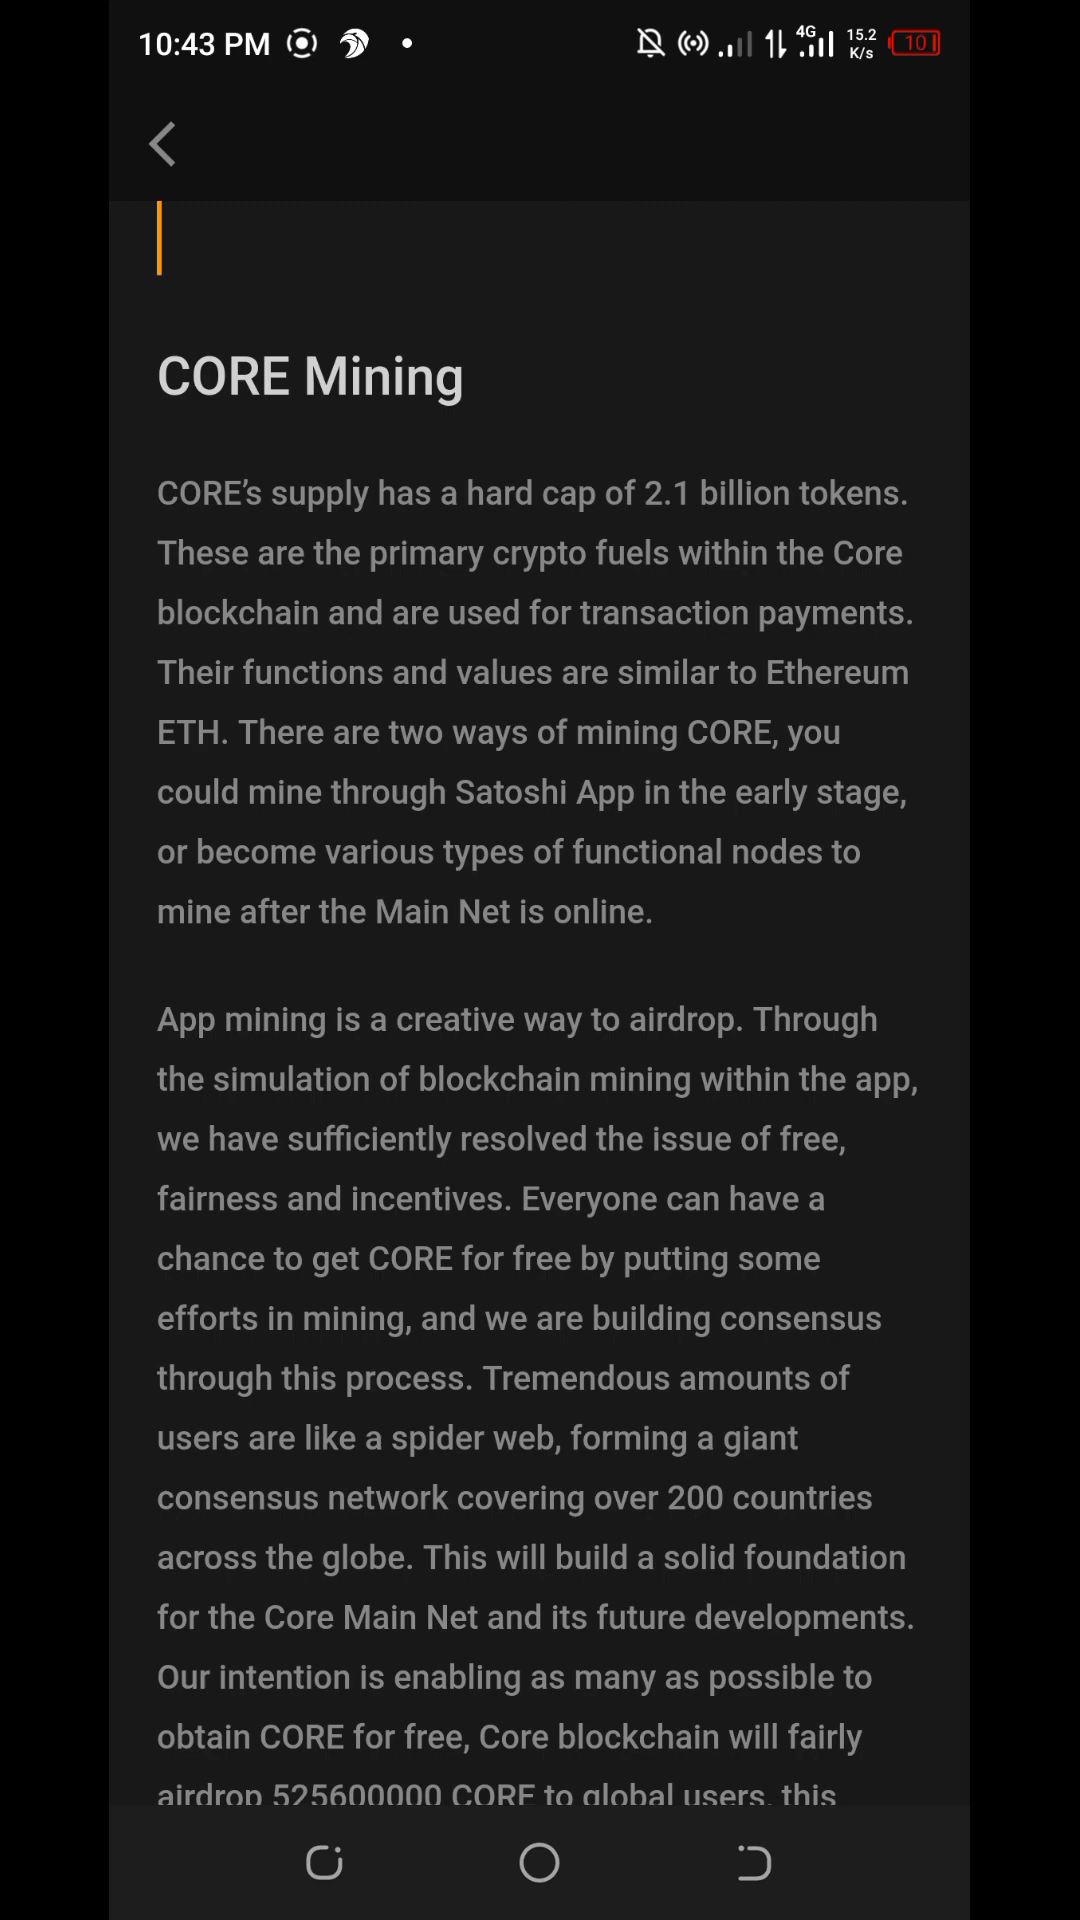 10:43 PM 4G 15.2 K/s 10
CORE Mining
CORE’s supply has a hard cap of 2.1 billion tokens.
These are the primary crypto fuels within the Core
blockchain and are used for transaction payments.
Their functions and values are similar to Ethereum
ETH. There are two ways of mining CORE, you
could mine through Satoshi App in the early stage,
or become various types of functional nodes to
mine after the Main Net is online.
App mining is a creative way to airdrop. Through
the simulation of blockchain mining within the app,
we have sufficiently resolved the issue of free,
fairness and incentives. Everyone can have a
chance to get CORE for free by putting some
efforts in mining, and we are building consensus
through this process. Tremendous amounts of
users are like a spider web, forming a giant
consensus network covering over 200 countries
across the globe. This will build a solid foundation
for the Core Main Net and its future developments.
Our intention is enabling as many as possible to
obtain CORE for free, Core blockchain will fairly
airdrop 525600000 CORE to global users, this